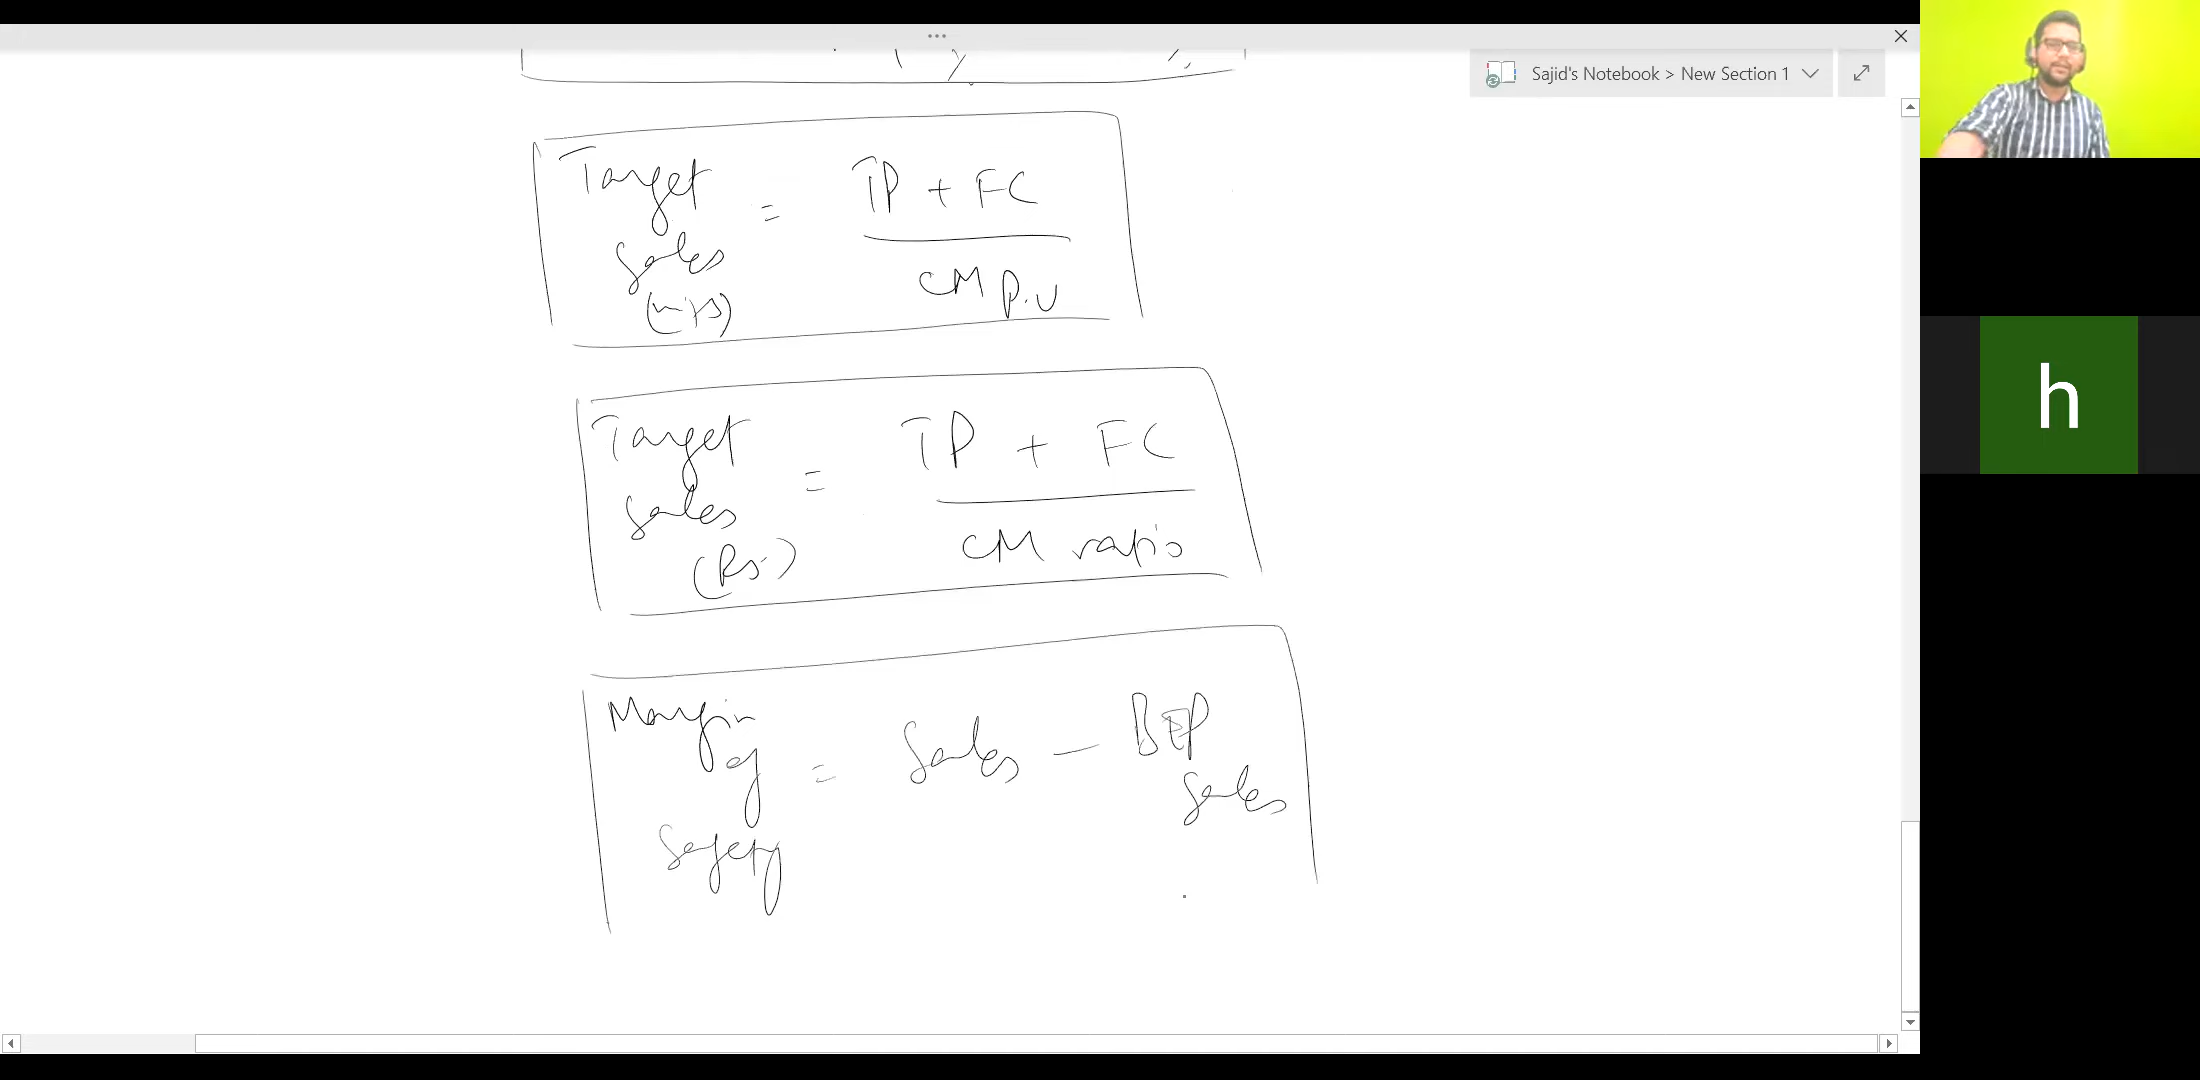 Sajid's Notebook > New Section 1
Target
sales
= TP + FC
CM P.U
Target
sales
(Rs.)
= TP + FC
CM ratio
Margin
of
safety
= Sales - BEP
sales
h